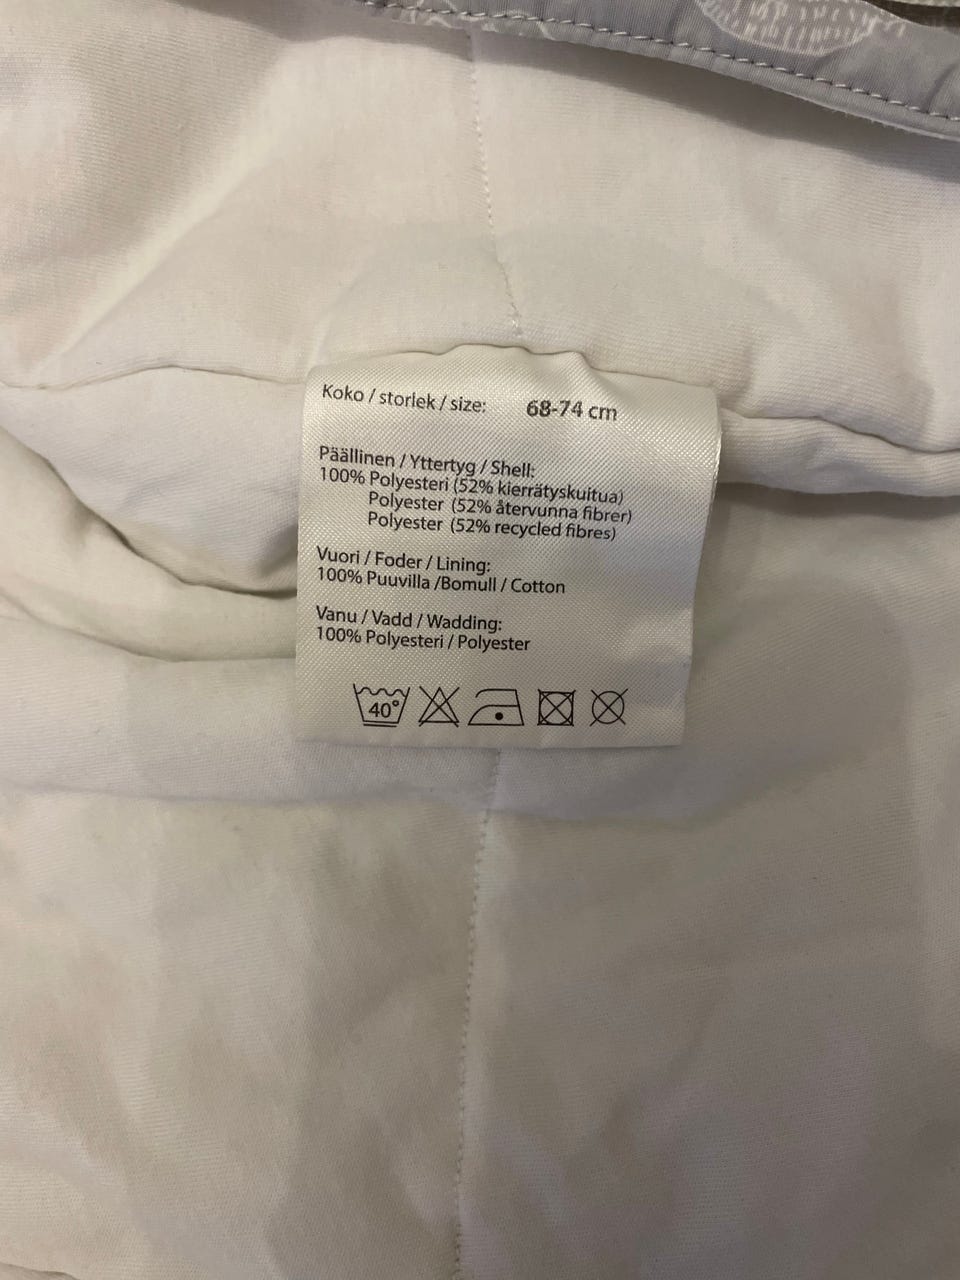 Koko / storlek / size: 68-74 cm
Päällinen / Yttertyg / Shell:
100% Polyesteri (52% kierrätyskuitua)
Polyester (52% återvunna fibrer)
Polyester (52% recycled fibres)
Vuori / Foder / Lining:
100% Puuvilla /Bomull / Cotton
Vanu / Vadd / Wadding:
100% Polyesteri / Polyester
40°